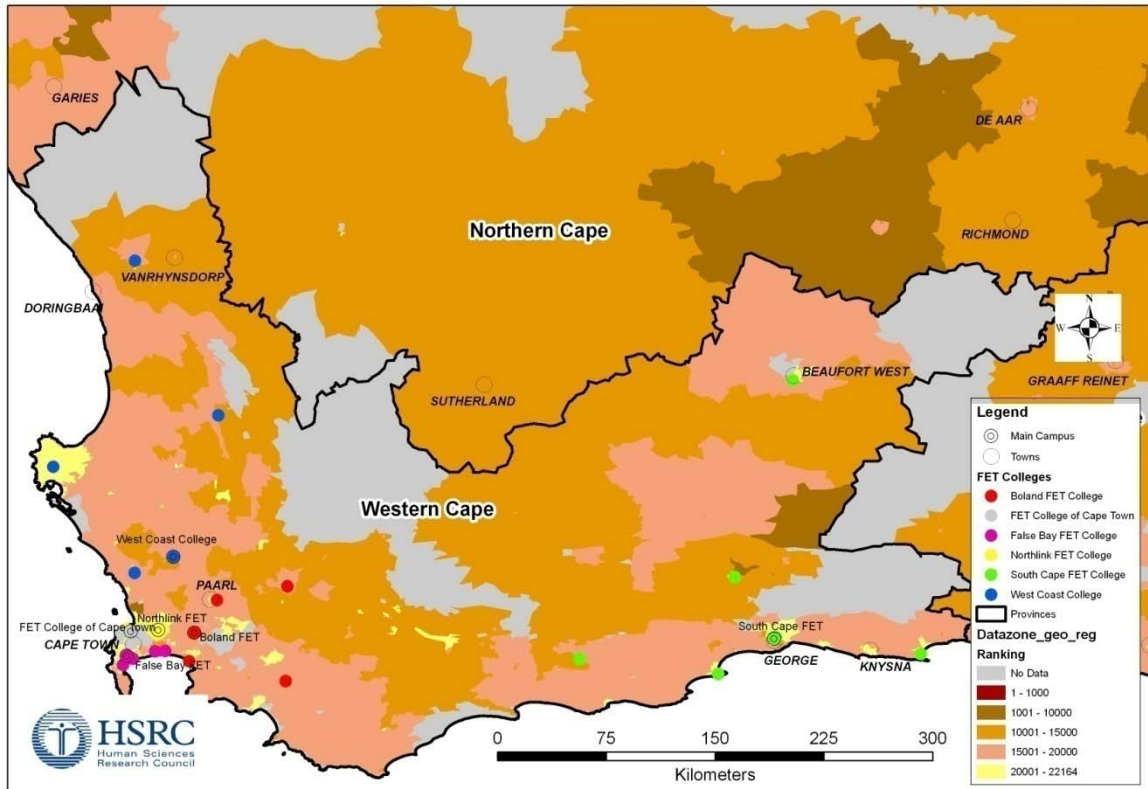 GARIES
DE AAR
Northern Cape
RICHMOND
VANRHYNSDORP
DORINGBAAI
N
W E
S
BEAUFORT WEST
GRAAFF REINET
SUTHERLAND
Western Cape
West Coast College
PAARL
Northlink FET
FET College of Cape Town
Boland FET
CAPE TOWN
False Bay FET
South Cape FET
GEORGE
KNYSNA
Legend
Main Campus
Towns
FET Colleges
Boland FET College
FET College of Cape Town
False Bay FET College
Northlink FET College
South Cape FET College
West Coast College
Provinces
Datazone_geo_reg
Ranking
No Data
1 - 1000
1001 - 10000
10001 - 15000
15001 - 20000
20001 - 22164
HSRC
Human Sciences
Research Council
0 75 150 225 300
Kilometers